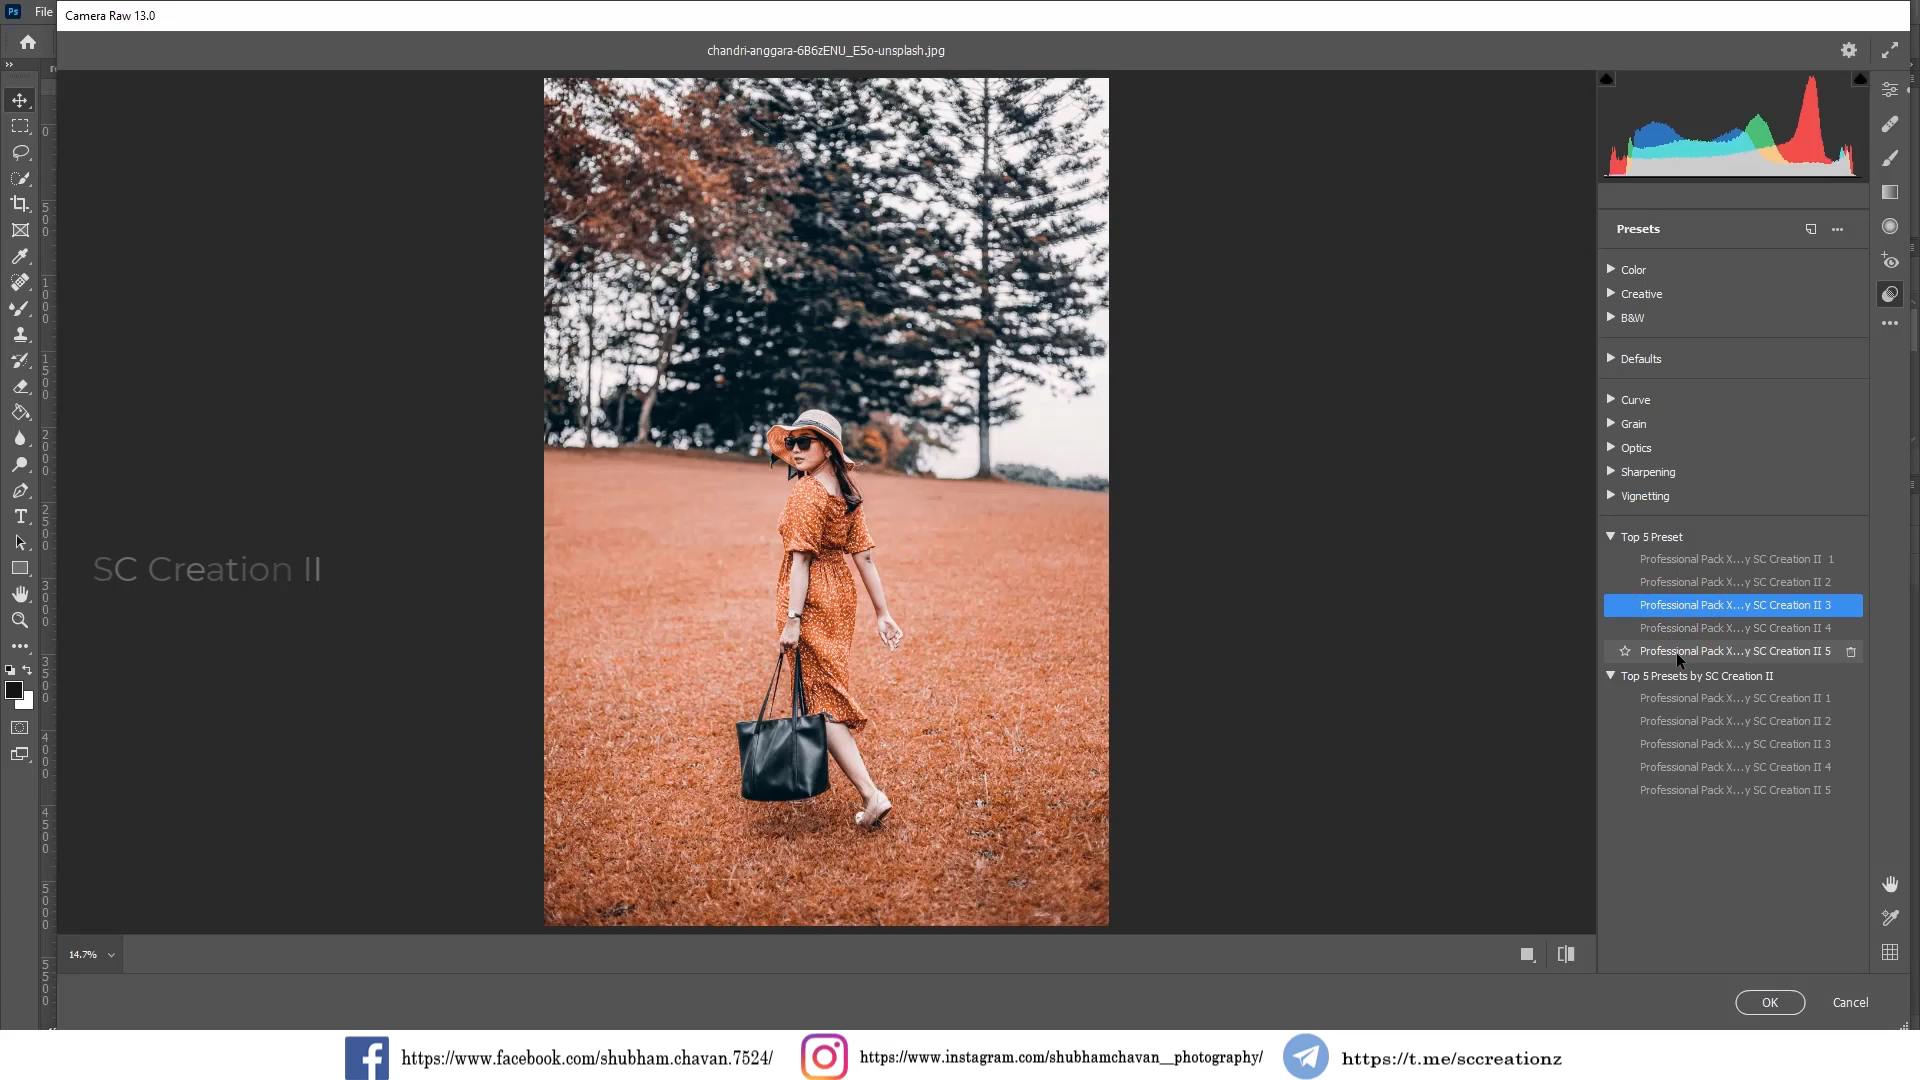 Ps File
Camera Raw 13.0
chandri-anggara-6B6zENU_E5o-unsplash.jpg
Presets
Color
Creative
B&W
Defaults
Curve
Grain
Optics
Sharpening
Vignetting
Top 5 Preset
Professional Pack X...y SC Creation II 1
Professional Pack X...y SC Creation II 2
Professional Pack X...y SC Creation II 3
Professional Pack X...y SC Creation II 4
Professional Pack X...y SC Creation II 5
Top 5 Presets by SC Creation II
Professional Pack X...y SC Creation II 1
Professional Pack X...y SC Creation II 2
Professional Pack X...y SC Creation II 3
Professional Pack X...y SC Creation II 4
Professional Pack X...y SC Creation II 5
SC Creation II
14.7%
OK Cancel
https://www.facebook.com/shubham.chavan.7524/ https://www.instagram.com/shubhamchavan__photography/ https://t.me/sccreationz